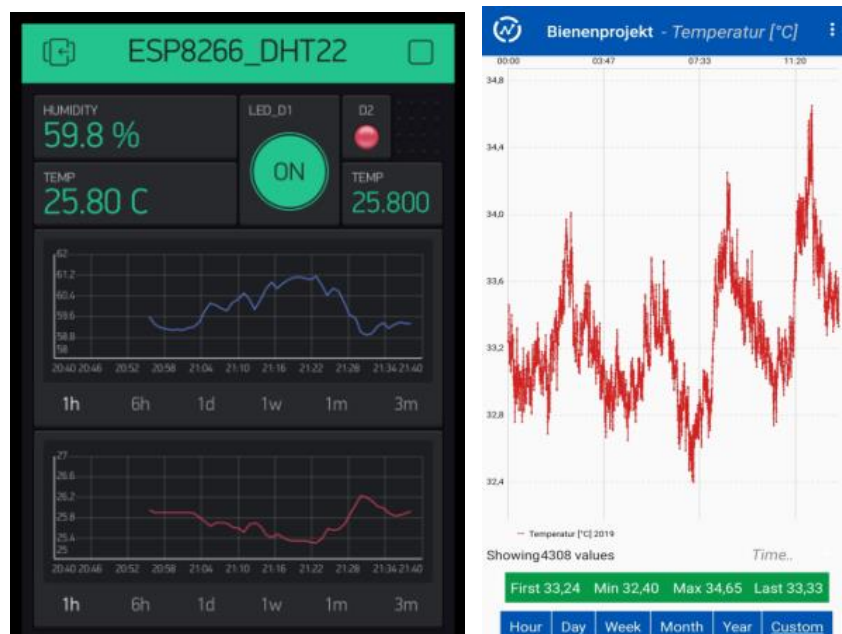 ESP8266_DHT22
HUMIDITY
59.8 %
LED_D1
D2
TEMP
25.80 C
ON
TEMP
25.800
62
61.2
60.4
59.6
58.8
58
20:40 20:46 20:52 20:58 21:04 21:10 21:16 21:22 21:28 21:34 21:40
1h 6h 1d 1w 1m 3m
27
26.6
26.2
25.8
25.4
25
20:40 20:46 20:52 20:58 21:04 21:10 21:16 21:22 21:28 21:34 21:40
1h 6h 1d 1w 1m 3m
Bienenprojekt - Temperatur [°C]
00:00 03:47 07:33 11:20
34,8
34,4
34,0
33,6
33,2
32,8
32,4
Temperatur [°C] 2019
Showing4308 values Time..
First 33,24 Min 32,40 Max 34,65 Last 33,33
Hour Day Week Month Year Custom